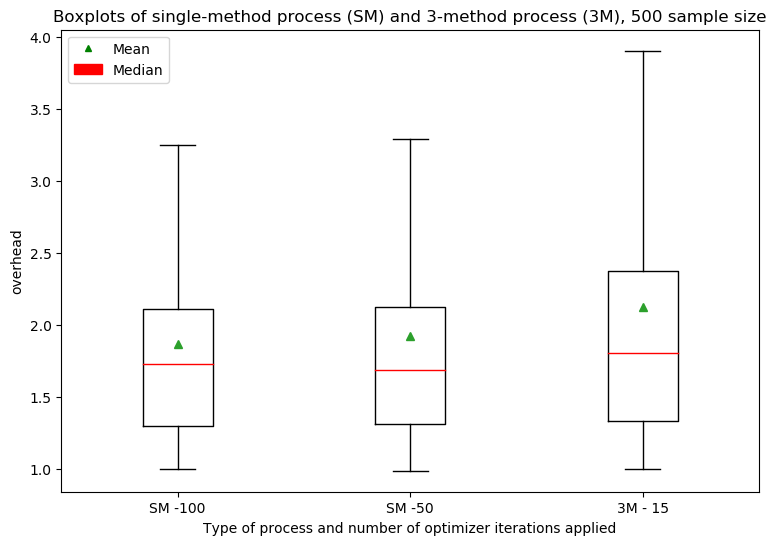 Boxplots of single-method process (SM) and 3-method process (3M), 500 sample size
Mean
Median
4.0
3.5
3.0
2.5
2.0
1.5
1.0
overhead
SM -100
SM -50
3M - 15
Type of process and number of optimizer iterations applied